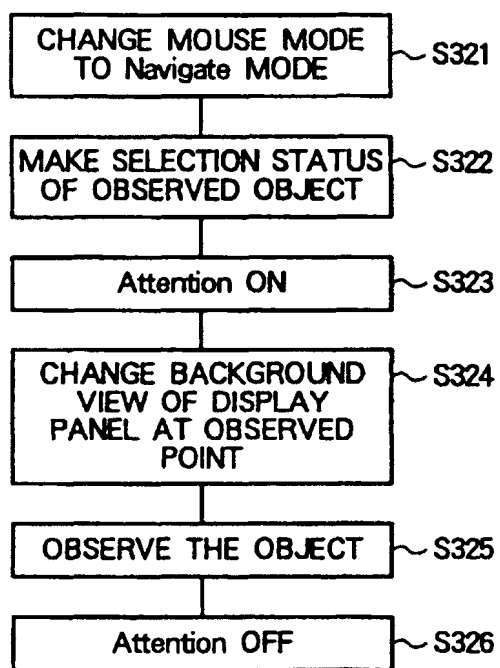 CHANGE MOUSE MODE
TO Navigate MODE
S321
MAKE SELECTION STATUS
OF OBSERVED OBJECT
S322
Attention ON
S323
CHANGE BACKGROUND
VIEW OF DISPLAY
PANEL AT OBSERVED
POINT
S324
OBSERVE THE OBJECT
S325
Attention OFF
S326